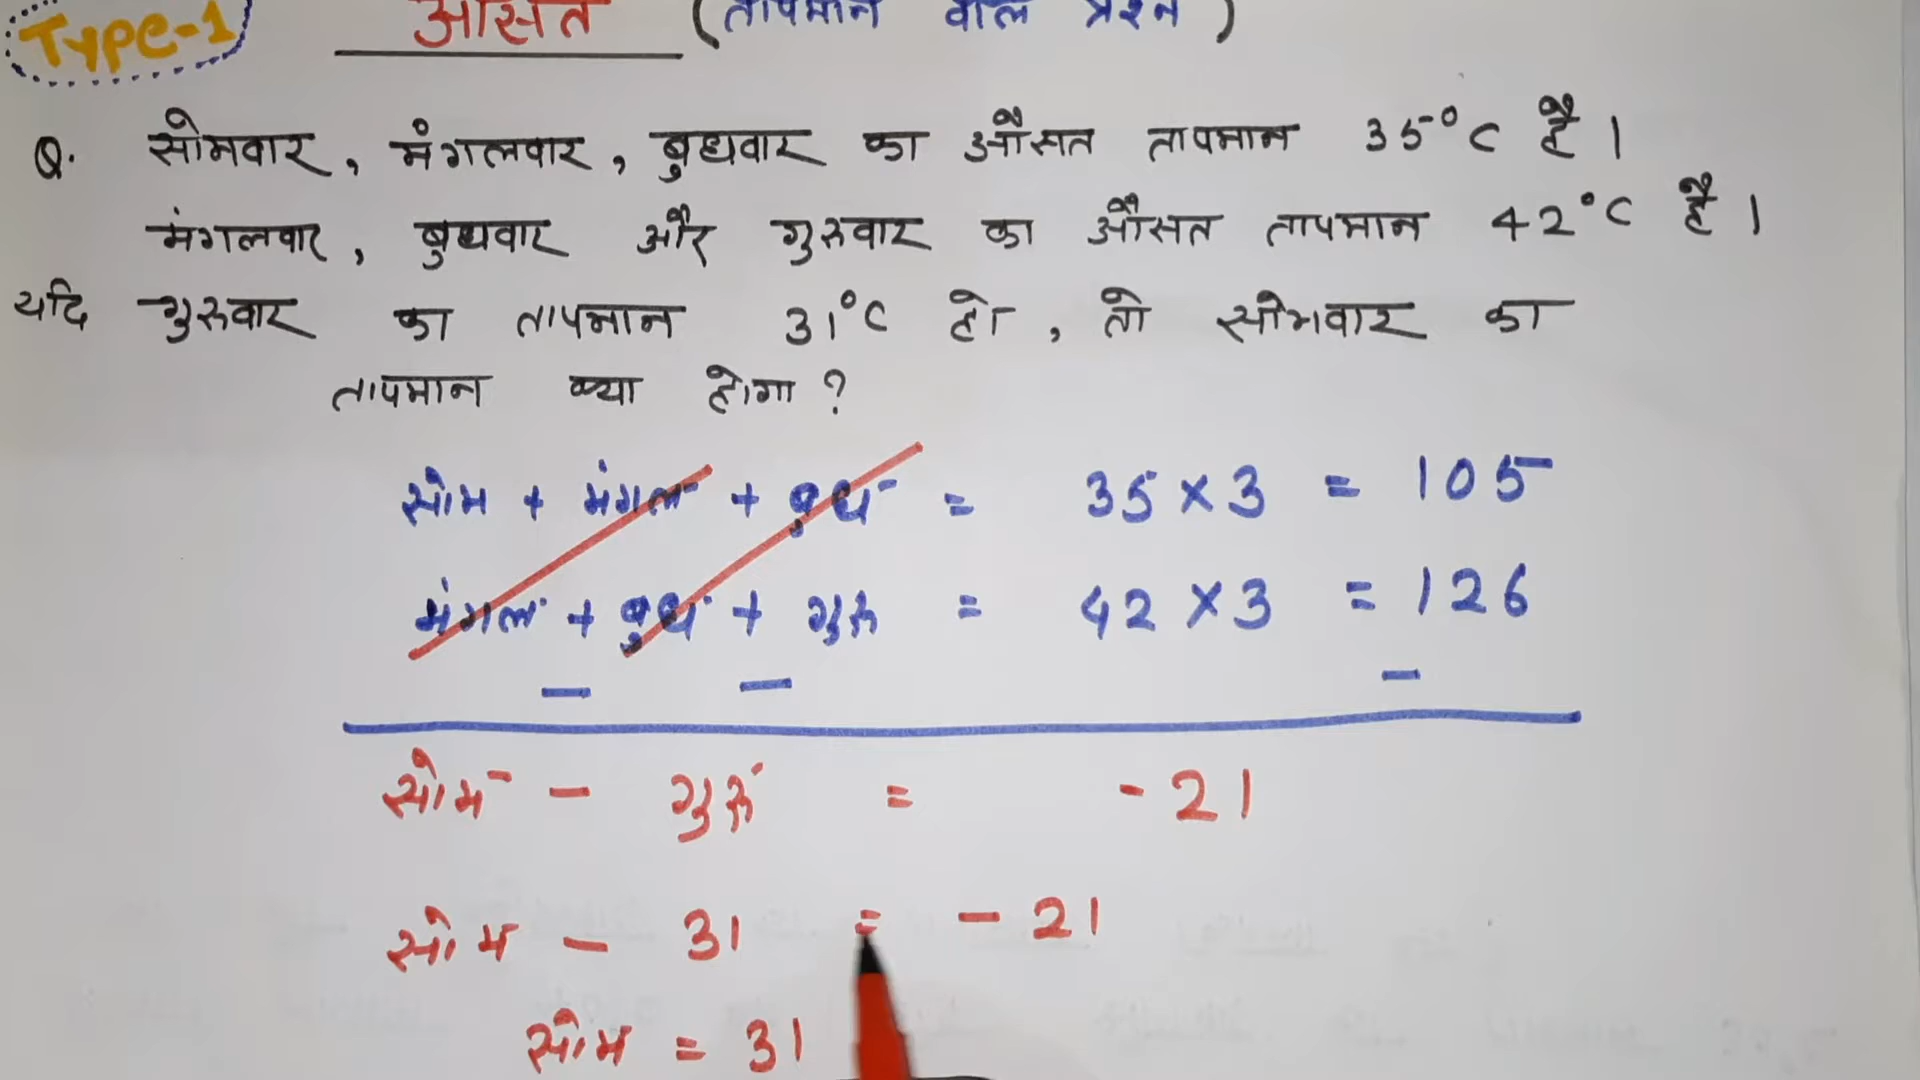 Type-1 औसत (तापमान वाले प्रश्न)
Q. सोमवार, मंगलवार, बुधवार का औसत तापमान 35°C है।
मंगलवार, बुधवार और गुरुवार का औसत तापमान 42°C है।
यदि गुरुवार का तापमान 31°C हो, तो सोमवार का
तापमान क्या होगा?
सोम + मंगल + बुध = 35 × 3 = 105
मंगल + बुध + गुरु = 42 × 3 = 126
— — —
सोम - गुरु = -21
सोम - 31 = - 21
सोम = 31